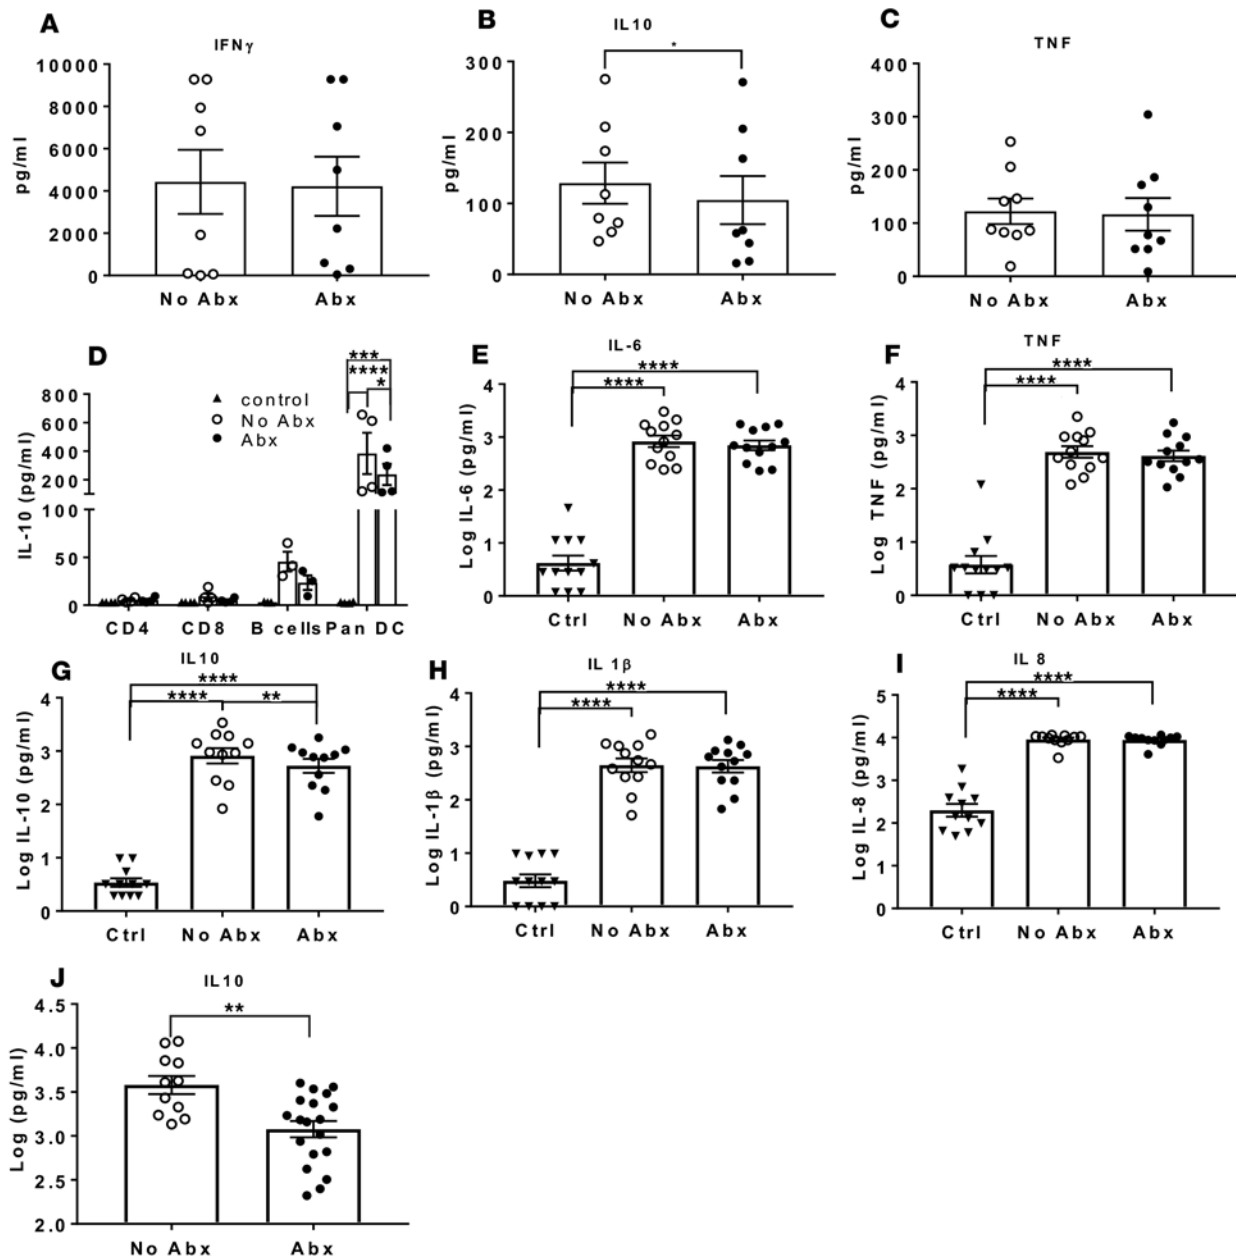 A
IFNγ
10000
8000
6000
4000
2000
0
pg/ml
No Abx
Abx
B
IL10
*
300
200
100
0
pg/ml
No Abx
Abx
C
TNF
400
300
200
100
0
pg/ml
No Abx
Abx
D
***
****
*
800
600
400
200
100
50
0
IL-10 (pg/ml)
control
No Abx
Abx
CD4
CD8
B cells
Pan DC
E
IL-6
****
****
4
3
2
1
0
Log IL-6 (pg/ml)
Ctrl
No Abx
Abx
F
TNF
****
****
4
3
2
1
0
Log TNF (pg/ml)
Ctrl
No Abx
Abx
G
IL10
****
****
**
4
3
2
1
0
Log IL-10 (pg/ml)
Ctrl
No Abx
Abx
H
IL 1β
****
****
4
3
2
1
0
Log IL-1β (pg/ml)
Ctrl
No Abx
Abx
I
IL 8
****
****
5
4
3
2
1
0
Log IL-8 (pg/ml)
Ctrl
No Abx
Abx
J
IL10
**
4.5
4.0
3.5
3.0
2.5
2.0
Log (pg/ml)
No Abx
Abx